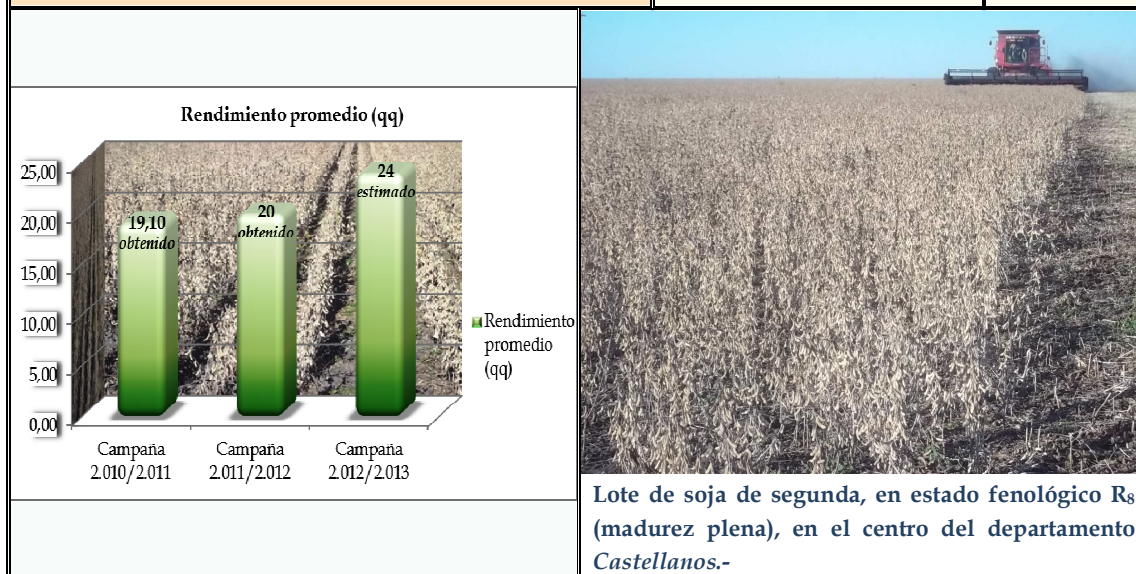 Rendimiento promedio (qq)
25,00
20,00
15,00
10,00
5,00
0,00
19,10
obtenido
20
obtenido
24
estimado
Campaña
2.010/2.011
Campaña
2.011/2.012
Campaña
2.012/2.013
Rendimiento
promedio
(qq)
Lote de soja de segunda, en estado fenológico R₈
(madurez plena), en el centro del departamento
Castellanos.-